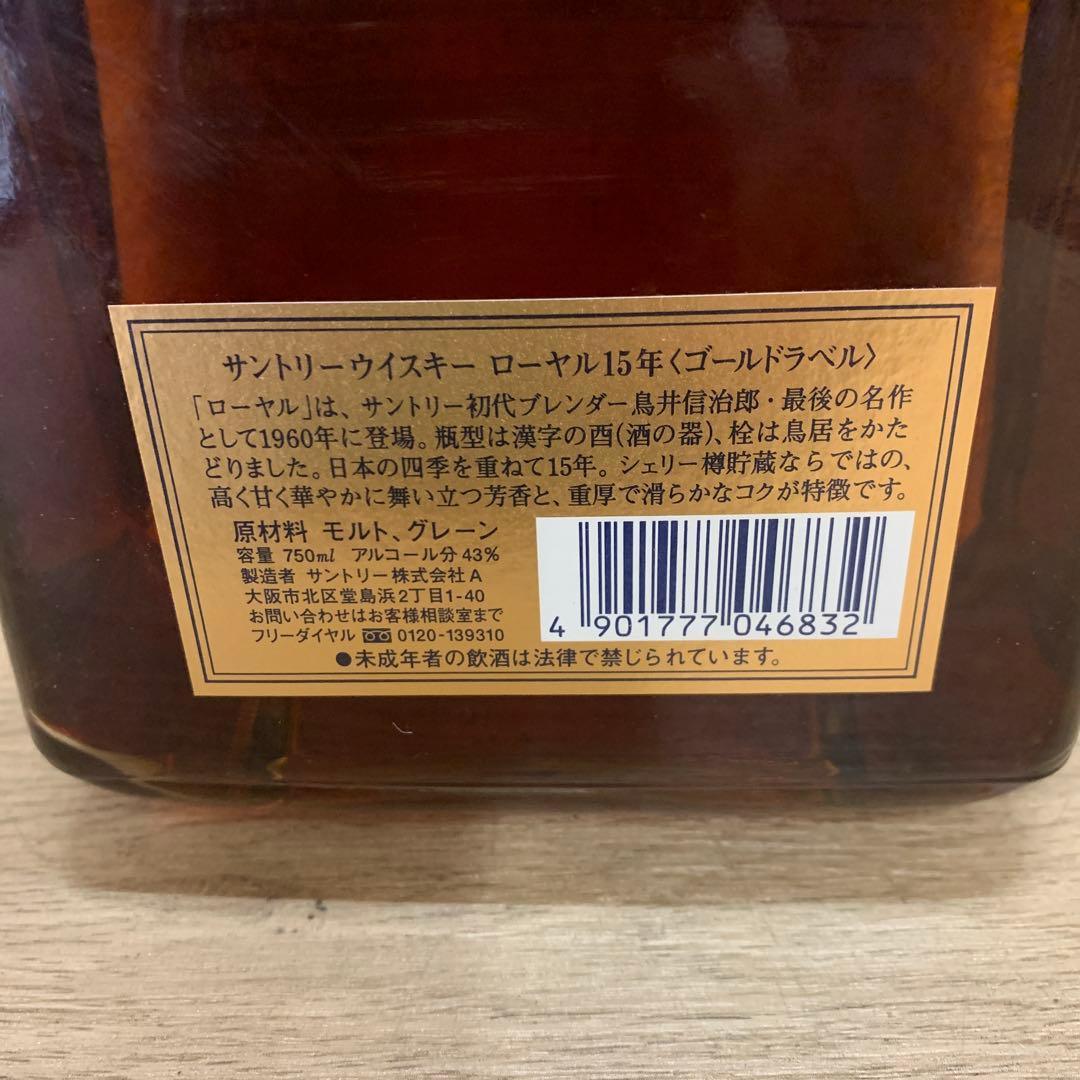 サントリーウイスキー ローヤル15年〈ゴールドラベル〉
「ローヤル」は、サントリー初代ブレンダー鳥井信治郎・最後の名作
として1960年に登場。瓶型は漢字の酉(酒の器)、栓は鳥居をかた
どりました。日本の四季を重ねて15年。シェリー樽貯蔵ならではの、
高く甘く華やかに舞い立つ芳香と、重厚で滑らかなコクが特徴です。
原材料 モルト、グレーン
容量 750ml アルコール分43%
製造者 サントリー株式会社A
大阪市北区堂島浜2丁目1-40
お問い合わせはお客様相談室まで
フリーダイヤル 0120-139310
4 901777 046832
●未成年者の飲酒は法律で禁じられています。